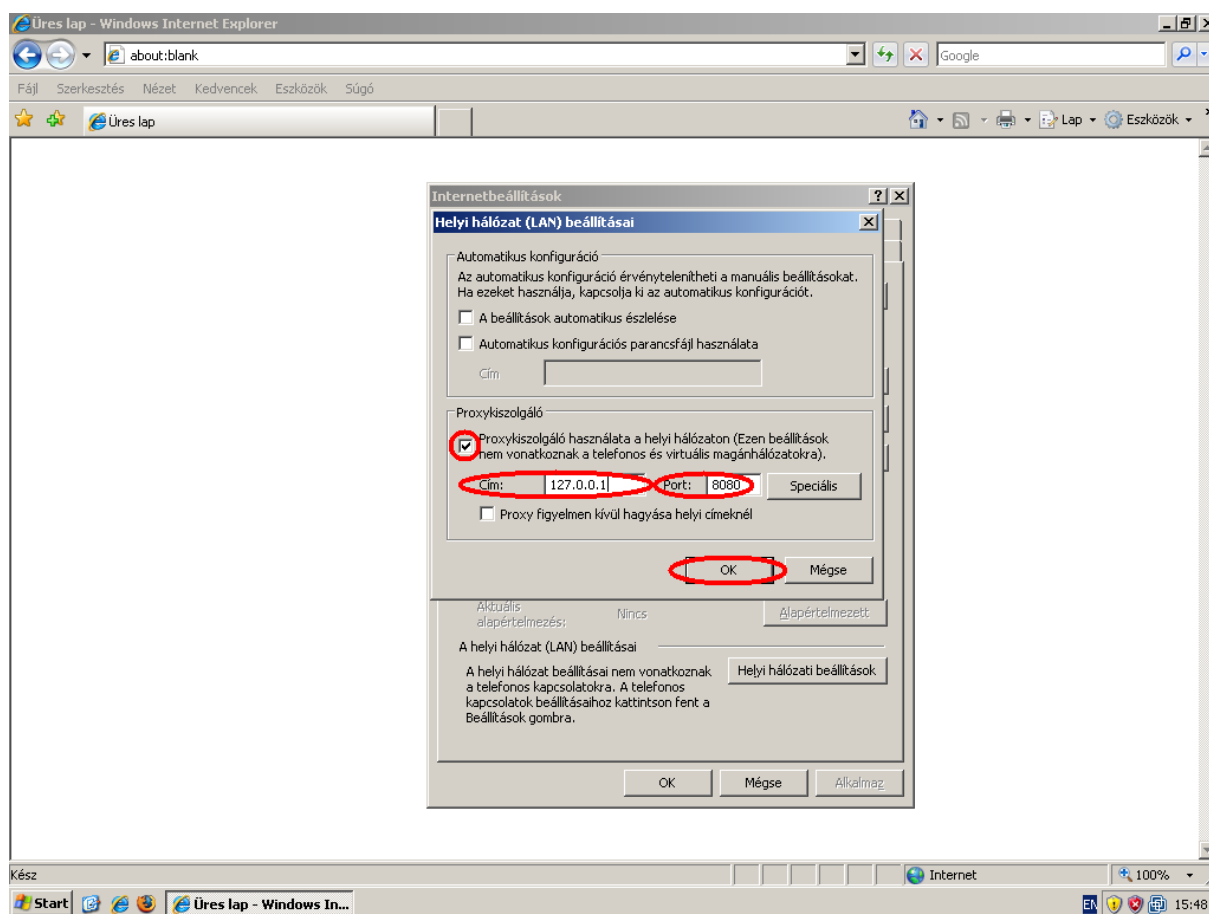 Üres lap - Windows Internet Explorer
about:blank
Google
Fájl Szerkesztés Nézet Kedvencek Eszközök Súgó
Üres lap
Lap
Eszközök
Internetbeállítások
Helyi hálózat (LAN) beállításai
Automatikus konfiguráció
Az automatikus konfiguráció érvénytelenítheti a manuális beállításokat.
Ha ezeket használja, kapcsolja ki az automatikus konfigurációt.
A beállítások automatikus észlelése
Automatikus konfigurációs parancsfájl használata
Cím
Proxykiszolgáló
Proxykiszolgáló használata a helyi hálózaton (Ezen beállítások
nem vonatkoznak a telefonos és virtuális magánhálózatokra).
Cím: 127.0.0.1 Port: 8080 Speciális
Proxy figyelmen kívül hagyása helyi címeknél
OK Mégse
Aktuális
alapértelmezés: Nincs Alapértelmezett
A helyi hálózat (LAN) beállításai
A helyi hálózat beállításai nem vonatkoznak
a telefonos kapcsolatokra. A telefonos
kapcsolatok beállításaihoz kattintson fent a
Beállítások gombra.
Helyi hálózati beállítások
OK Mégse Alkalmaz
Kész
Internet
100%
Start
Üres lap - Windows In...
EN
15:48